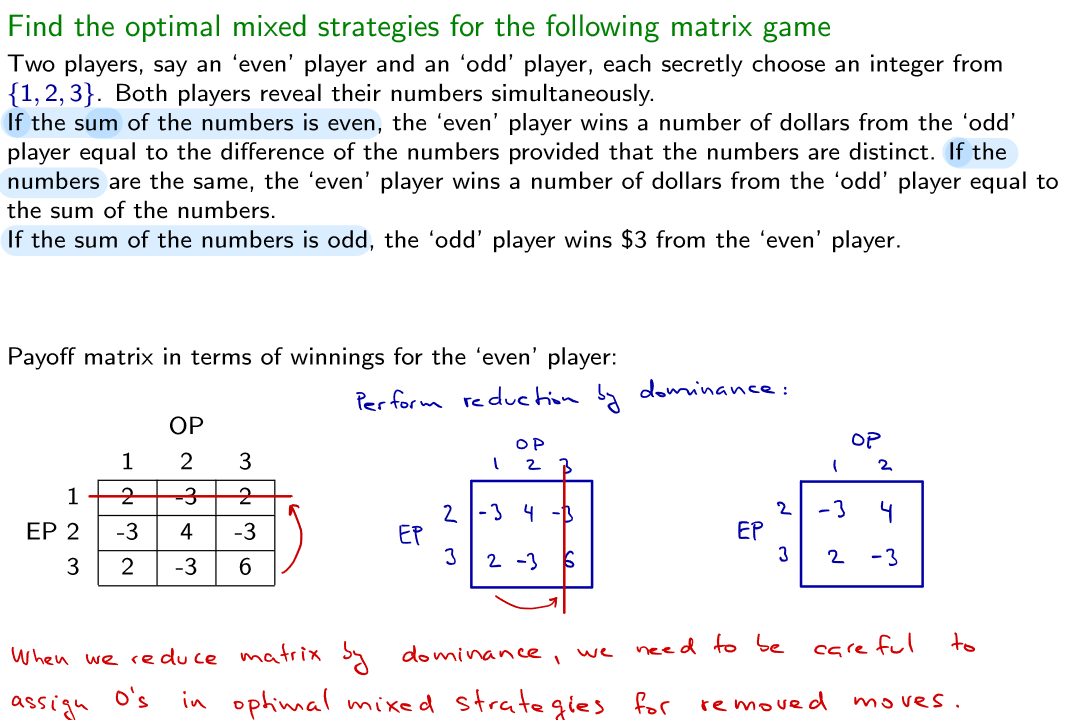 Find the optimal mixed strategies for the following matrix game
Two players, say an ‘even’ player and an ‘odd’ player, each secretly choose an integer from
{1, 2, 3}. Both players reveal their numbers simultaneously.
If the sum of the numbers is even, the ‘even’ player wins a number of dollars from the ‘odd’
player equal to the difference of the numbers provided that the numbers are distinct. If the
numbers are the same, the ‘even’ player wins a number of dollars from the ‘odd’ player equal to
the sum of the numbers.
If the sum of the numbers is odd, the ‘odd’ player wins $3 from the ‘even’ player.
Payoff matrix in terms of winnings for the ‘even’ player:
Perform reduction by dominance:
OP
1 2 3
1 2 -3 2
EP 2 -3 4 -3
3 2 -3 6
OP
1 2 3
2 -3 4 -3
EP
3 2 -3 6
OP
1 2
2 -3 4
EP
3 2 -3
When we reduce matrix by dominance, we need to be careful to
assign 0's in optimal mixed strategies for removed moves.